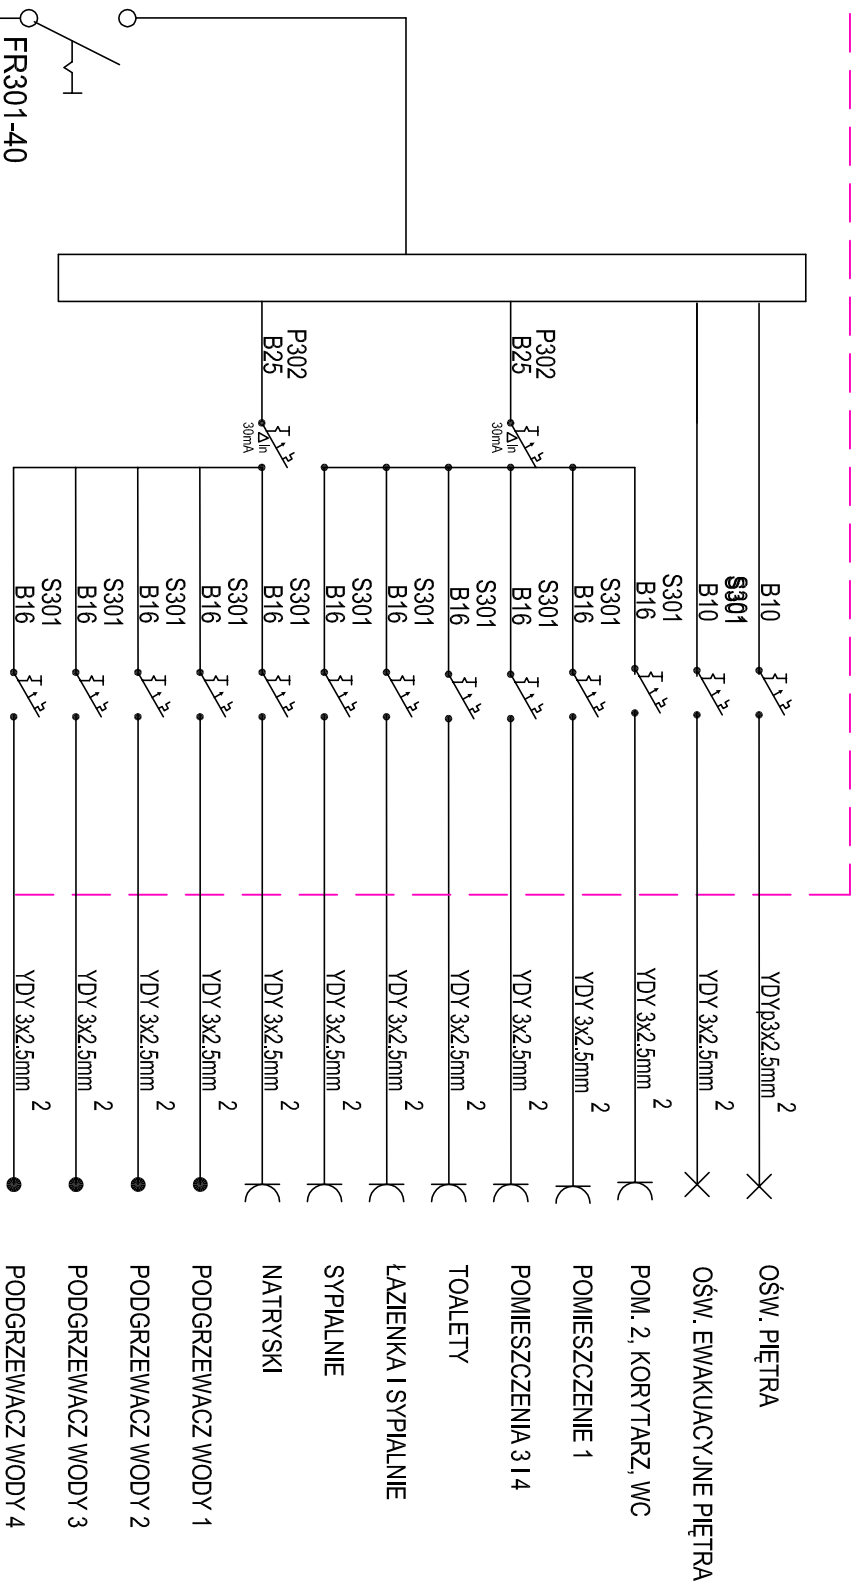 FR301-40
P302
B25
ΔIn
30mA
P302
B25
ΔIn
30mA
B10
S301
B10
S301
B16
S301
B16
S301
B16
S301
B16
S301
B16
S301
B16
S301
B16
S301
B16
S301
B16
S301
B16
S301
B16
YDYp3x2.5mm 2
YDY 3x2.5mm 2
YDY 3x2.5mm 2
YDY 3x2.5mm 2
YDY 3x2.5mm 2
YDY 3x2.5mm 2
YDY 3x2.5mm 2
YDY 3x2.5mm 2
YDY 3x2.5mm 2
YDY 3x2.5mm 2
YDY 3x2.5mm 2
YDY 3x2.5mm 2
YDY 3x2.5mm 2
OŚW. PIĘTRA
OŚW. EWAKUACYJNE PIĘTRA
POM. 2, KORYTARZ, WC
POMIESZCZENIE 1
POMIESZCZENIA 3 I 4
TOALETY
ŁAZIENKA I SYPIALNIE
SYPIALNIE
NATRYSKI
PODGRZEWACZ WODY 1
PODGRZEWACZ WODY 2
PODGRZEWACZ WODY 3
PODGRZEWACZ WODY 4